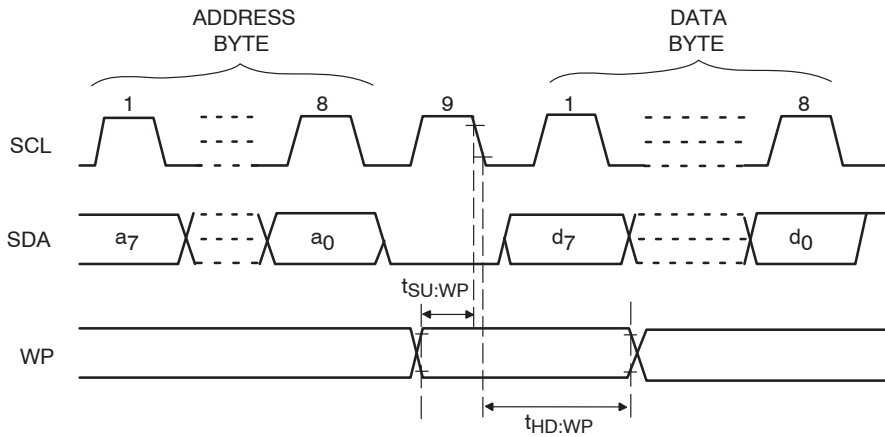 ADDRESS
BYTE
DATA
BYTE
SCL
1
8
9
1
8
SDA
a7
a0
d7
d0
tSU:WP
WP
tHD:WP